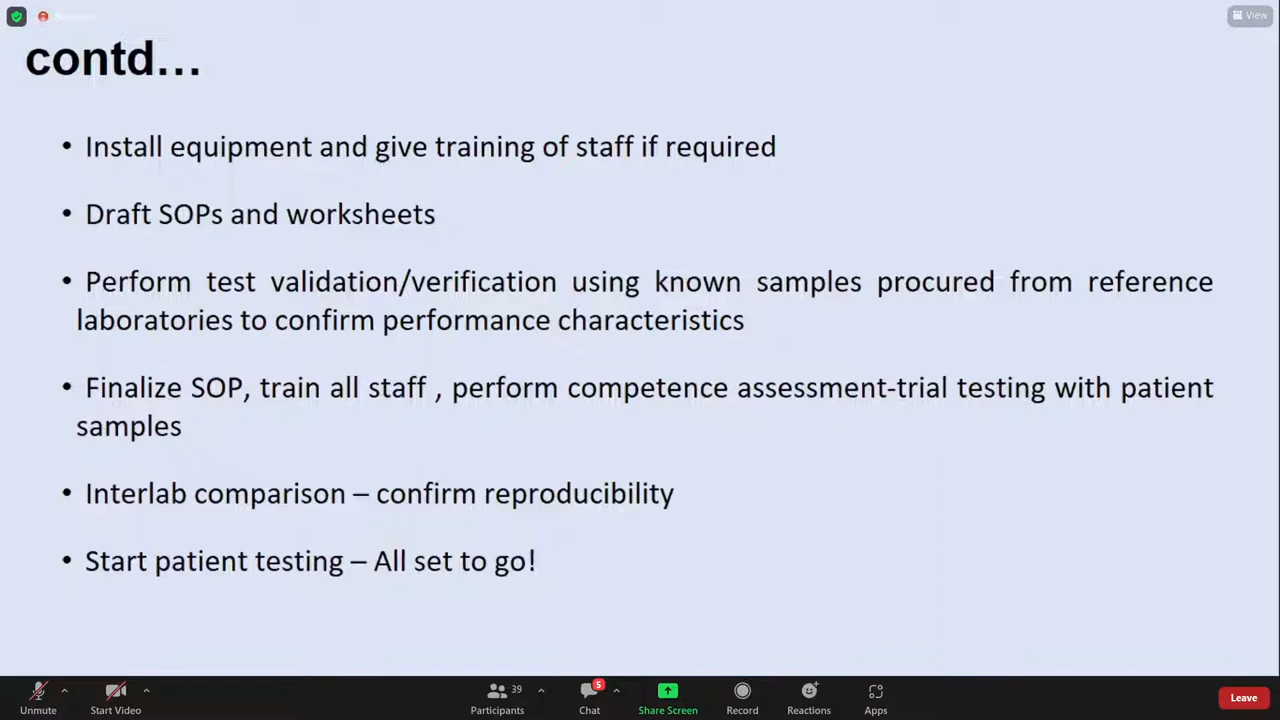 View
contd...
• Install equipment and give training of staff if required
• Draft SOPs and worksheets
• Perform test validation/verification using known samples procured from reference
laboratories to confirm performance characteristics
• Finalize SOP, train all staff , perform competence assessment-trial testing with patient
samples
• Interlab comparison – confirm reproducibility
• Start patient testing – All set to go!
39
5
Unmute
Start Video
Participants
Chat
Share Screen
Record
Reactions
Apps
Leave